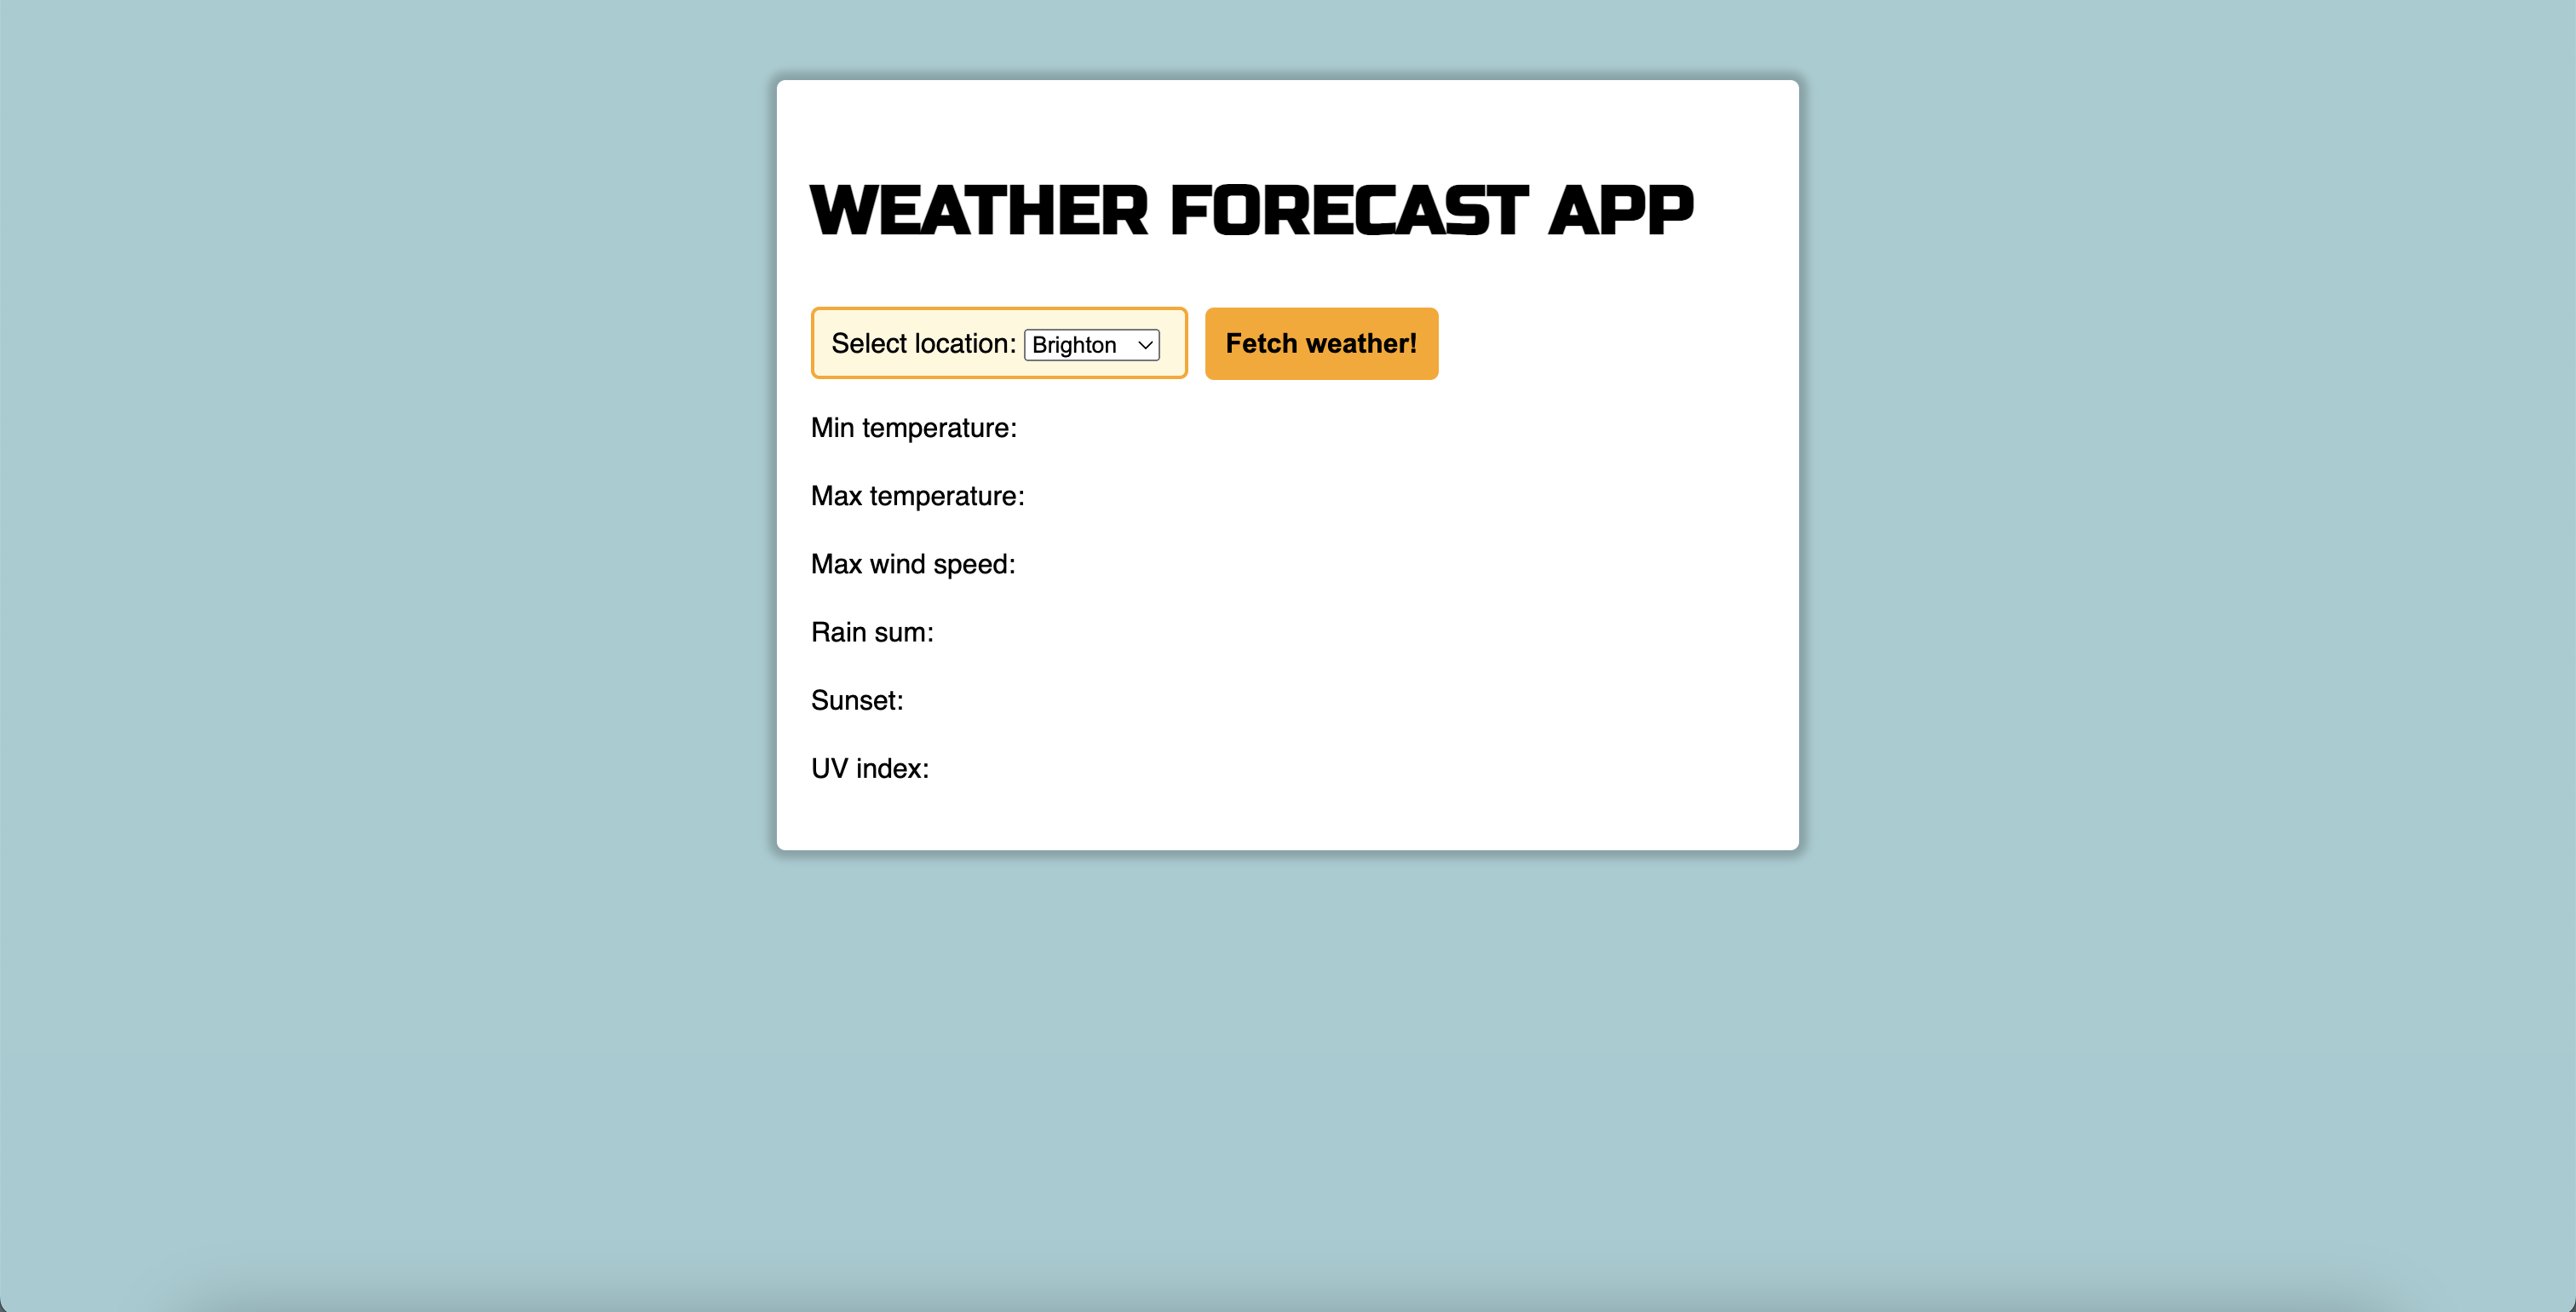 WEATHER FORECAST APP
Select location: Brighton Fetch weather!
Min temperature:
Max temperature:
Max wind speed:
Rain sum:
Sunset:
UV index: